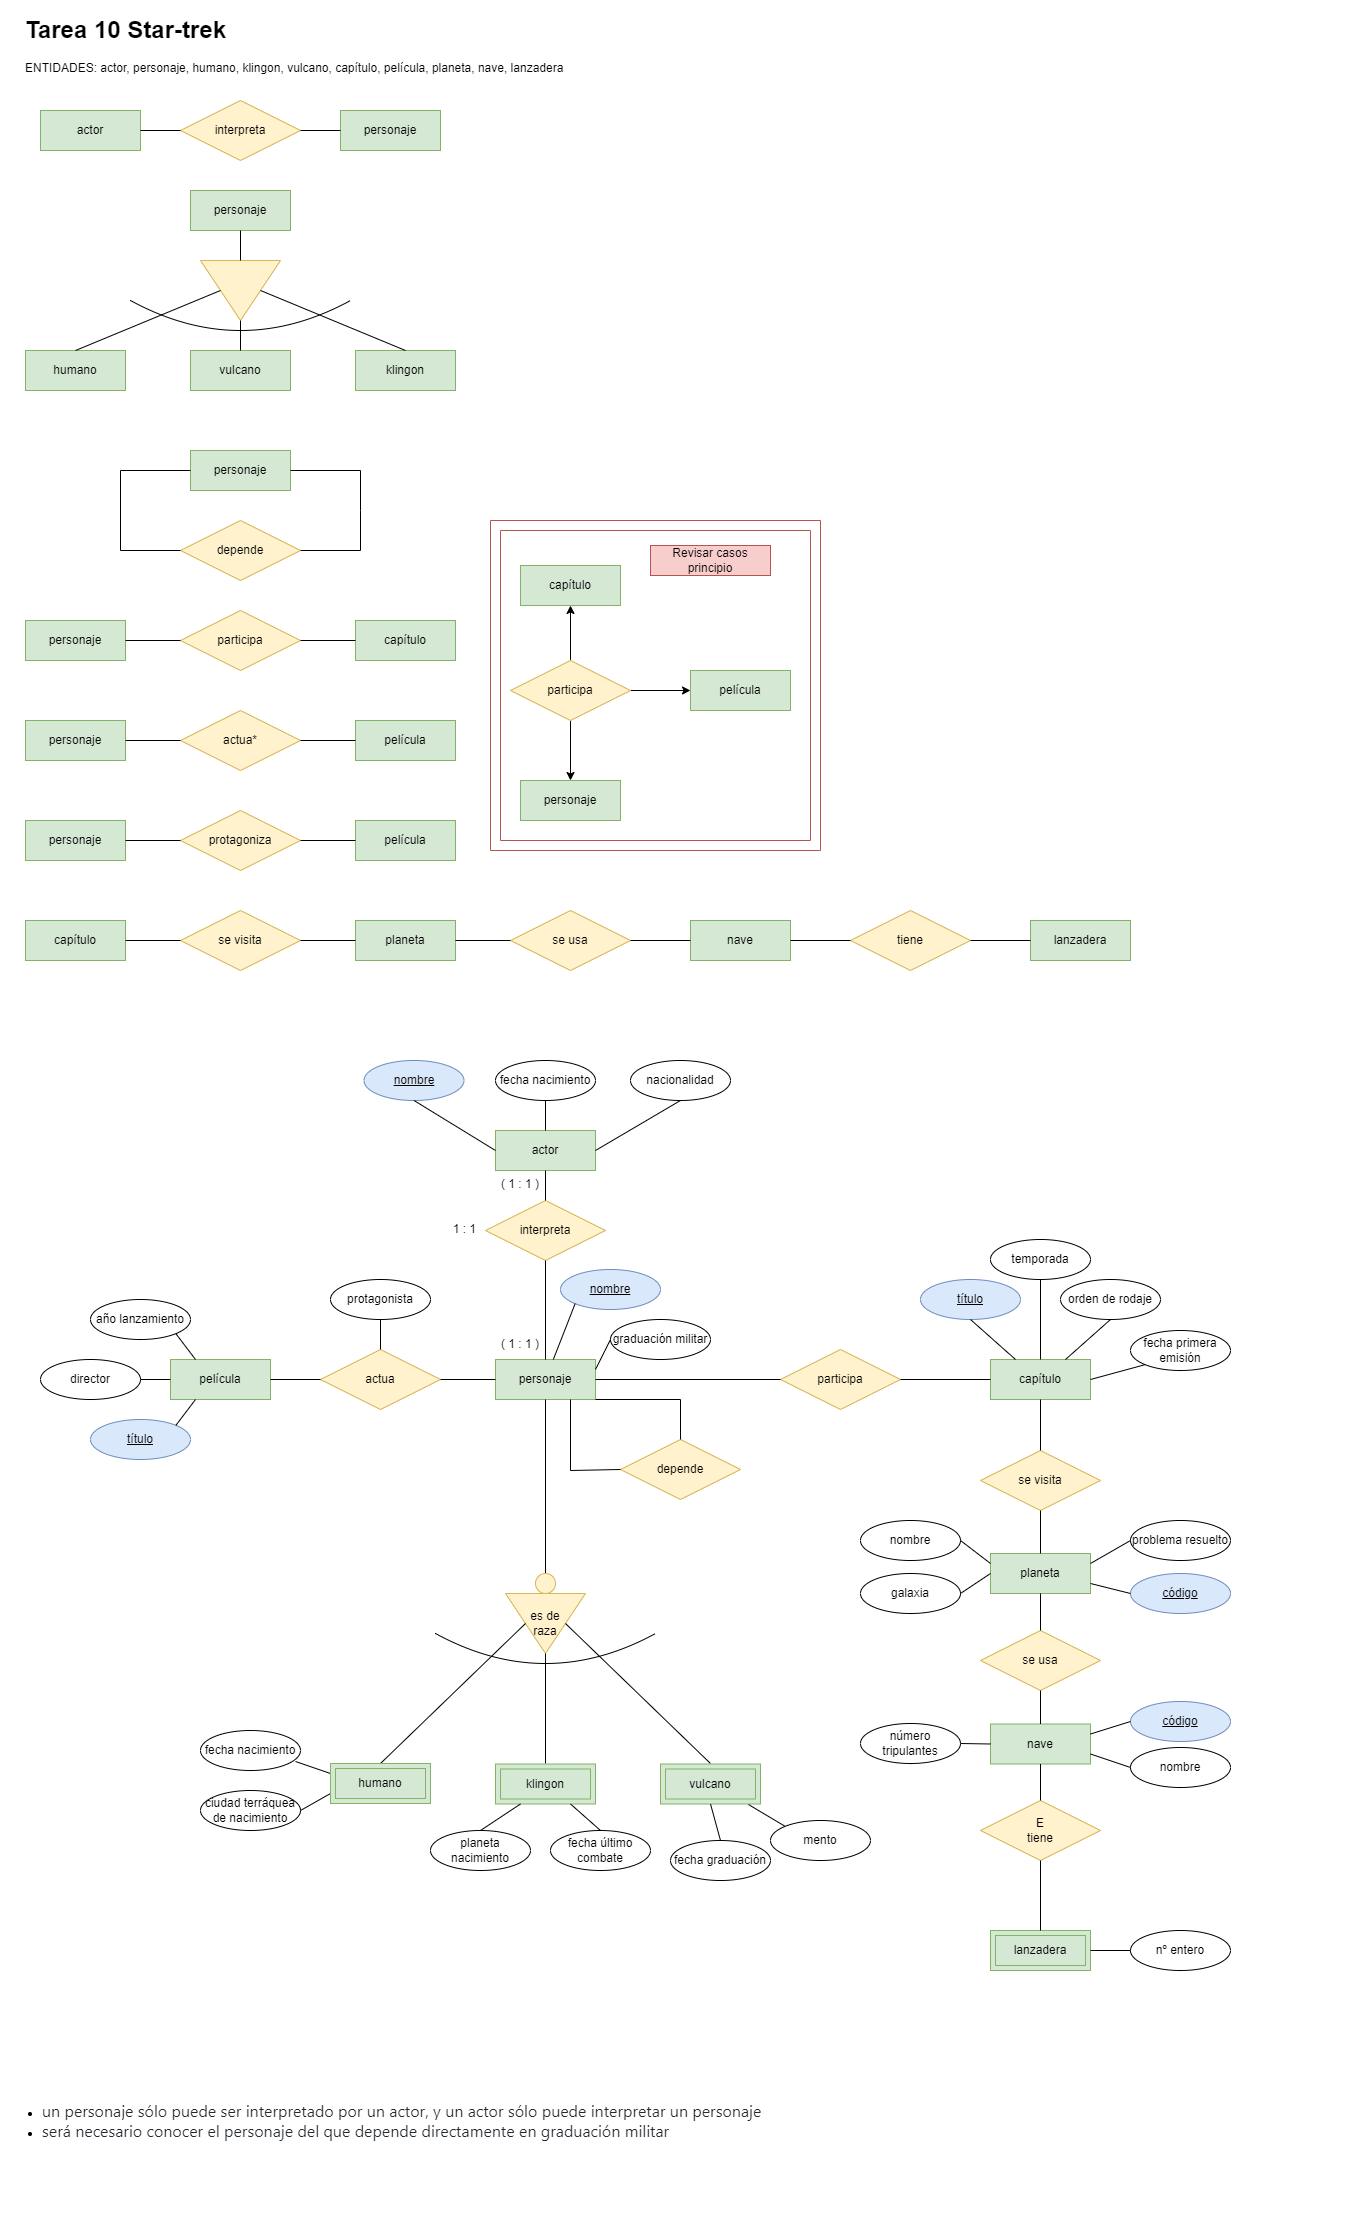 Tarea 10 Star-trek
ENTIDADES: actor, personaje, humano, klingon, vulcano, capítulo, película, planeta, nave, lanzadera
actor
interpreta
personaje
personaje
humano
vulcano
klingon
personaje
depende
Revisar casos
principio
capítulo
participa
película
personaje
personaje
participa
capítulo
personaje
actua*
película
personaje
protagoniza
película
capítulo
se visita
planeta
se usa
nave
tiene
lanzadera
nombre
fecha nacimiento
nacionalidad
actor
( 1 : 1 )
1 : 1
interpreta
nombre
graduación militar
( 1 : 1 )
personaje
protagonista
actua
año lanzamiento
director
película
título
participa
temporada
título
orden de rodaje
fecha primera
emisión
capítulo
depende
se visita
nombre
problema resuelto
planeta
galaxia
código
se usa
es de
raza
número
tripulantes
nave
código
nombre
fecha nacimiento
ciudad terráquea
de nacimiento
humano
klingon
vulcano
planeta
nacimiento
fecha último
combate
fecha graduación
mento
E
tiene
lanzadera
nº entero
• un personaje sólo puede ser interpretado por un actor, y un actor sólo puede interpretar un personaje
• será necesario conocer el personaje del que depende directamente en graduación militar